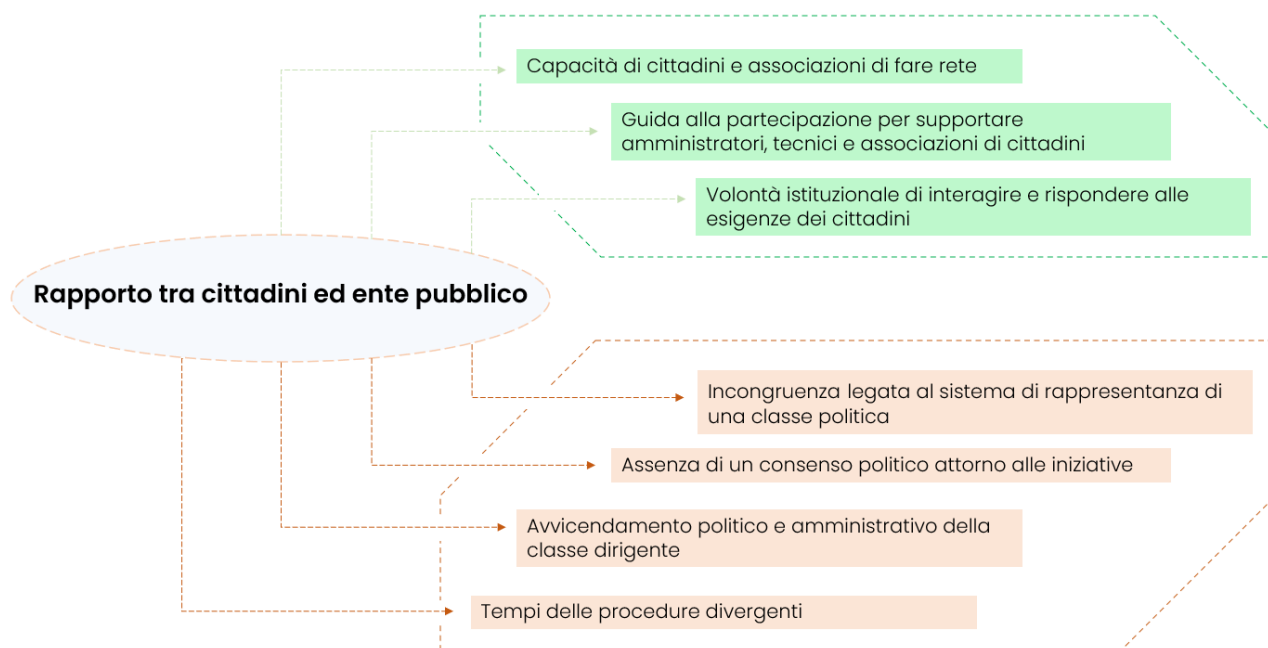 Capacità di cittadini e associazioni di fare rete
Guida alla partecipazione per supportare
amministratori, tecnici e associazioni di cittadini
Volontà istituzionale di interagire e rispondere alle
esigenze dei cittadini
Rapporto tra cittadini ed ente pubblico
Incongruenza legata al sistema di rappresentanza di
una classe politica
Assenza di un consenso politico attorno alle iniziative
Avvicendamento politico e amministrativo della
classe dirigente
Tempi delle procedure divergenti